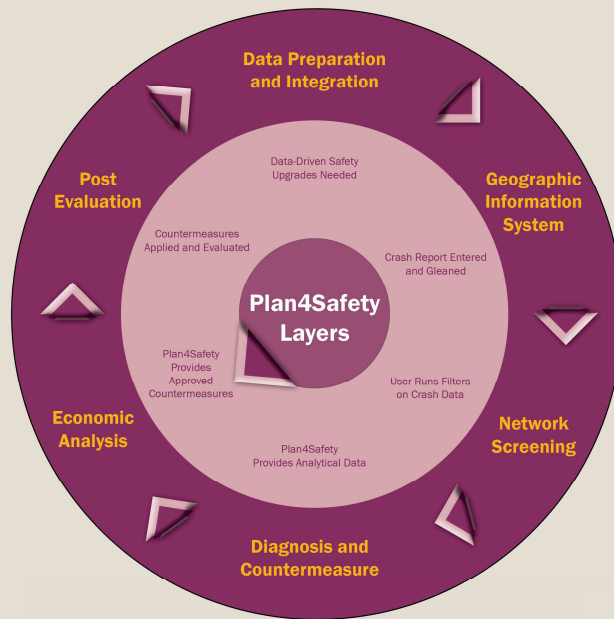 Data Preparation
and Integration
Geographic
Information
System
Network
Screening
Diagnosis and
Countermeasure
Economic
Analysis
Post
Evaluation
Data-Driven Safety
Upgrades Needed
Crash Report Entered
and Gleaned
User Runs Filters
on Crash Data
Plan4Safety
Provides Analytical Data
Plan4Safety
Provides
Approved
Countermeasures
Countermeasures
Applied and Evaluated
Plan4Safety
Layers